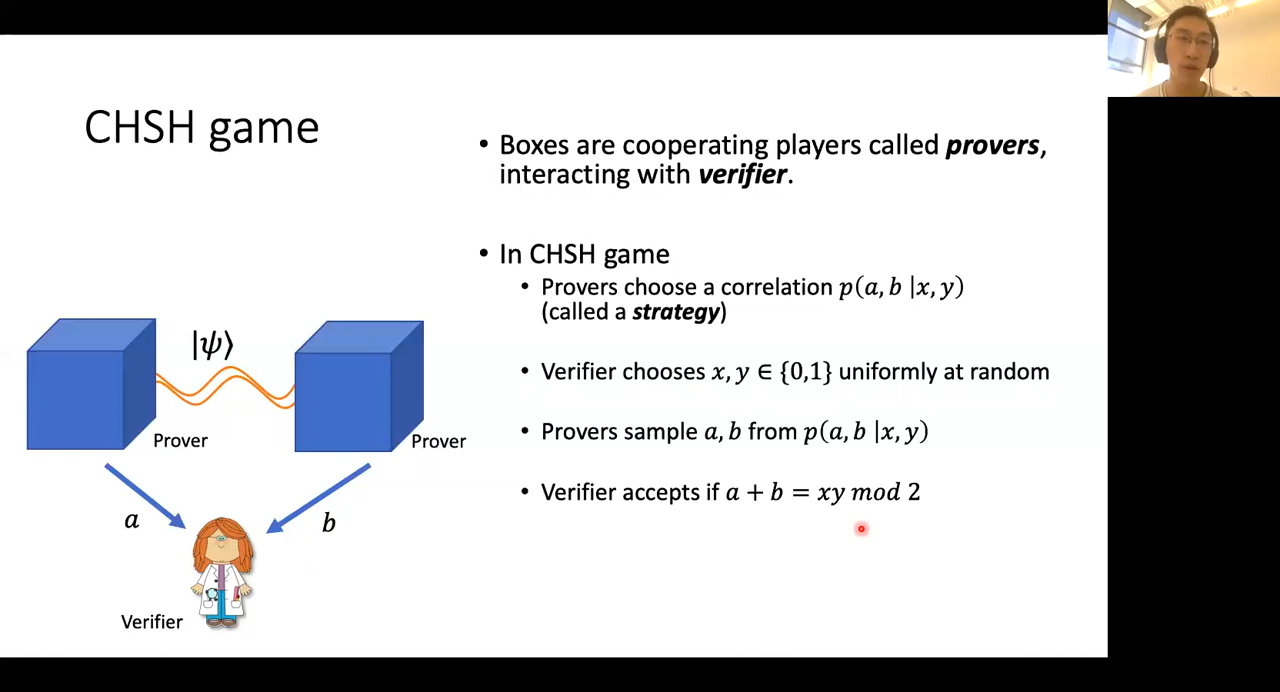 CHSH game
• Boxes are cooperating players called provers,
interacting with verifier.
• In CHSH game
• Provers choose a correlation p(a, b |x, y)
(called a strategy)
• Verifier chooses x, y ∈ {0,1} uniformly at random
• Provers sample a, b from p(a, b |x, y)
• Verifier accepts if a + b = xy mod 2
|ψ⟩
Prover
Prover
a
b
Verifier